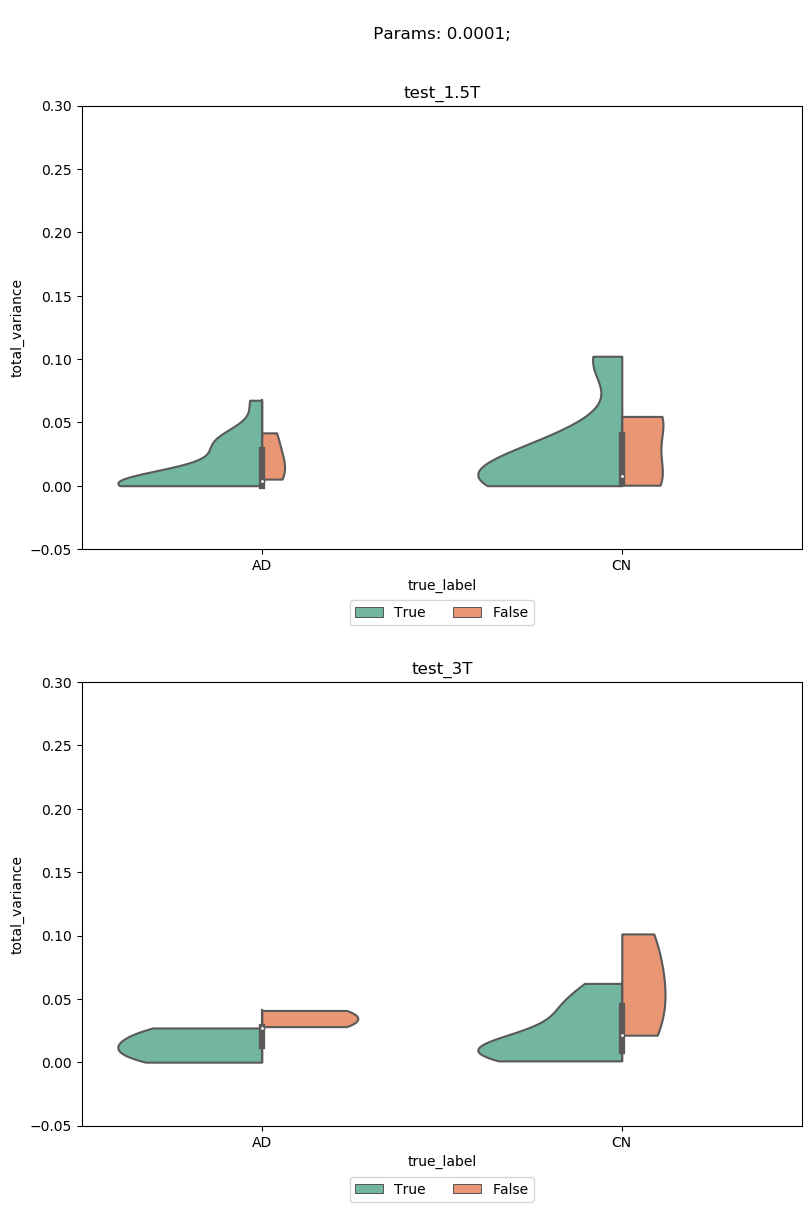 Params: 0.0001;
test_1.5T
0.30
0.25
0.20
0.15
0.10
0.05
0.00
−0.05
total_variance
AD
CN
true_label
True
False
test_3T
0.30
0.25
0.20
0.15
0.10
0.05
0.00
−0.05
total_variance
AD
CN
true_label
True
False